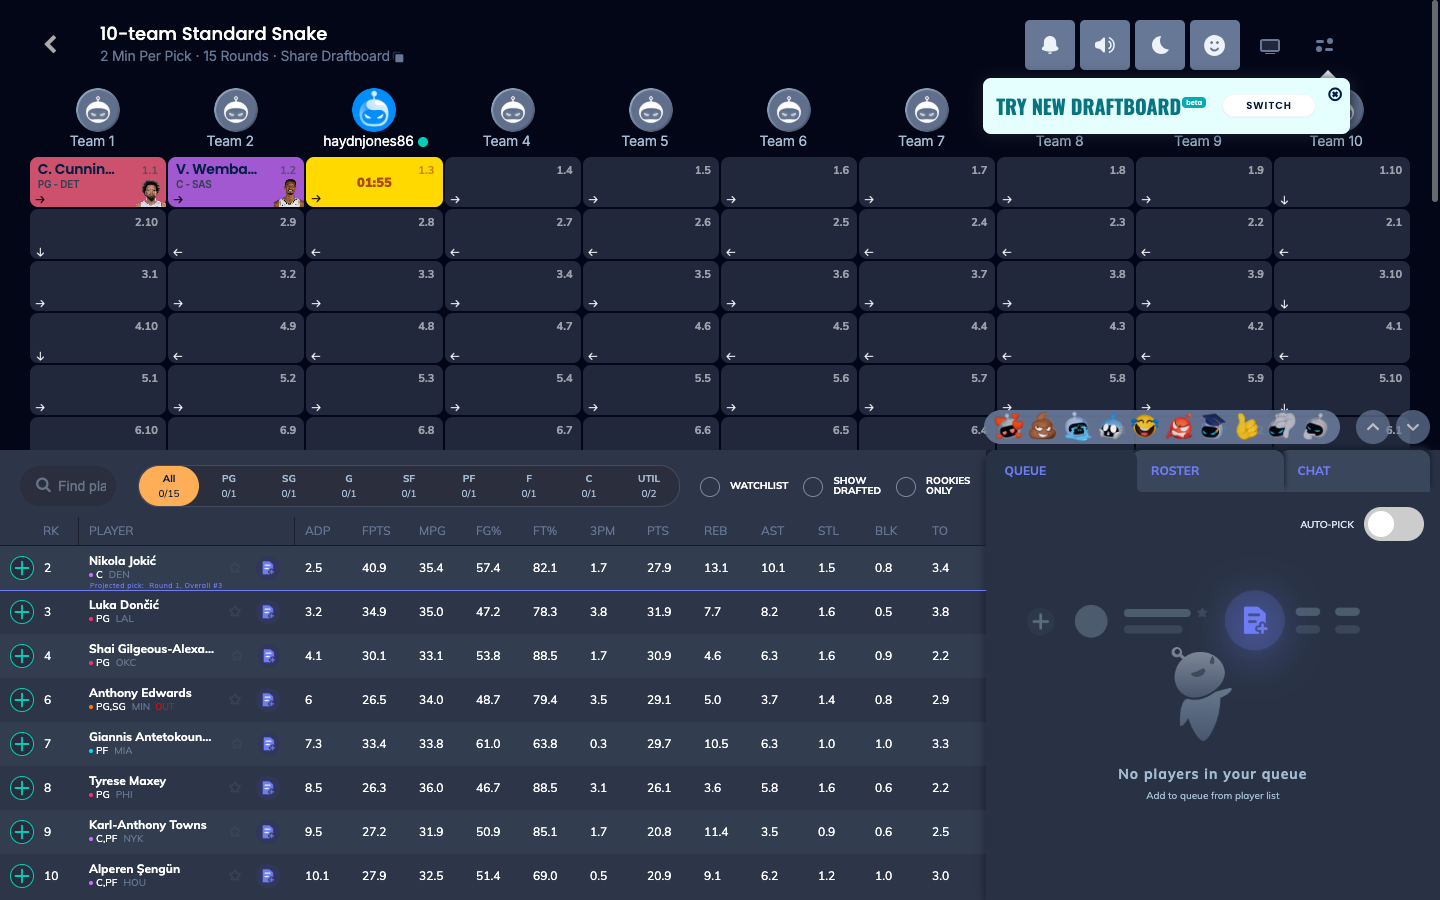 10-team Standard Snake
2 Min Per Pick · 15 Rounds · Share Draftboard
TRY NEW DRAFTBOARD beta SWITCH
Team 1 Team 2 haydnjones86 Team 4 Team 5 Team 6 Team 7 Team 8 Team 9 Team 10
C. Cunnin... 1.1 V. Wemba... 1.2 1.3 1.4 1.5 1.6 1.7 1.8 1.9 1.10
PG - DET C - SAS 01:55
→ → → → → → → → → ↓
2.10 2.9 2.8 2.7 2.6 2.5 2.4 2.3 2.2 2.1
↓ ← ← ← ← ← ← ← ← ←
3.1 3.2 3.3 3.4 3.5 3.6 3.7 3.8 3.9 3.10
→ → → → → → → → → ↓
4.10 4.9 4.8 4.7 4.6 4.5 4.4 4.3 4.2 4.1
↓ ← ← ← ← ← ← ← ← ←
5.1 5.2 5.3 5.4 5.5 5.6 5.7 5.8 5.9 5.10
→ → → → → → → → → ↓
6.10 6.9 6.8 6.7 6.6 6.5 6.4 6.1
Find pla
All PG SG G SF PF F C UTIL
0/15 0/1 0/1 0/1 0/1 0/1 0/1 0/1 0/2
WATCHLIST SHOW DRAFTED ROOKIES ONLY
RK PLAYER ADP FPTS MPG FG% FT% 3PM PTS REB AST STL BLK TO
2 Nikola Jokić 2.5 40.9 35.4 57.4 82.1 1.7 27.9 13.1 10.1 1.5 0.8 3.4
C DEN
Projected pick: Round 1, Overall #3
3 Luka Dončić 3.2 34.9 35.0 47.2 78.3 3.8 31.9 7.7 8.2 1.6 0.5 3.8
PG LAL
4 Shai Gilgeous-Alexa... 4.1 30.1 33.1 53.8 88.5 1.7 30.9 4.6 6.3 1.6 0.9 2.2
PG OKC
6 Anthony Edwards 6 26.5 34.0 48.7 79.4 3.5 29.1 5.0 3.7 1.4 0.8 2.9
PG,SG MIN OUT
7 Giannis Antetokoun... 7.3 33.4 33.8 61.0 63.8 0.3 29.7 10.5 6.3 1.0 1.0 3.3
PF MIA
8 Tyrese Maxey 8.5 26.3 36.0 46.7 88.5 3.1 26.1 3.6 5.8 1.6 0.6 2.2
PG PHI
9 Karl-Anthony Towns 9.5 27.2 31.9 50.9 85.1 1.7 20.8 11.4 3.5 0.9 0.6 2.5
C,PF NYK
10 Alperen Şengün 10.1 27.9 32.5 51.4 69.0 0.5 20.9 9.1 6.2 1.2 1.0 3.0
C,PF HOU
QUEUE ROSTER CHAT
AUTO-PICK
No players in your queue
Add to queue from player list